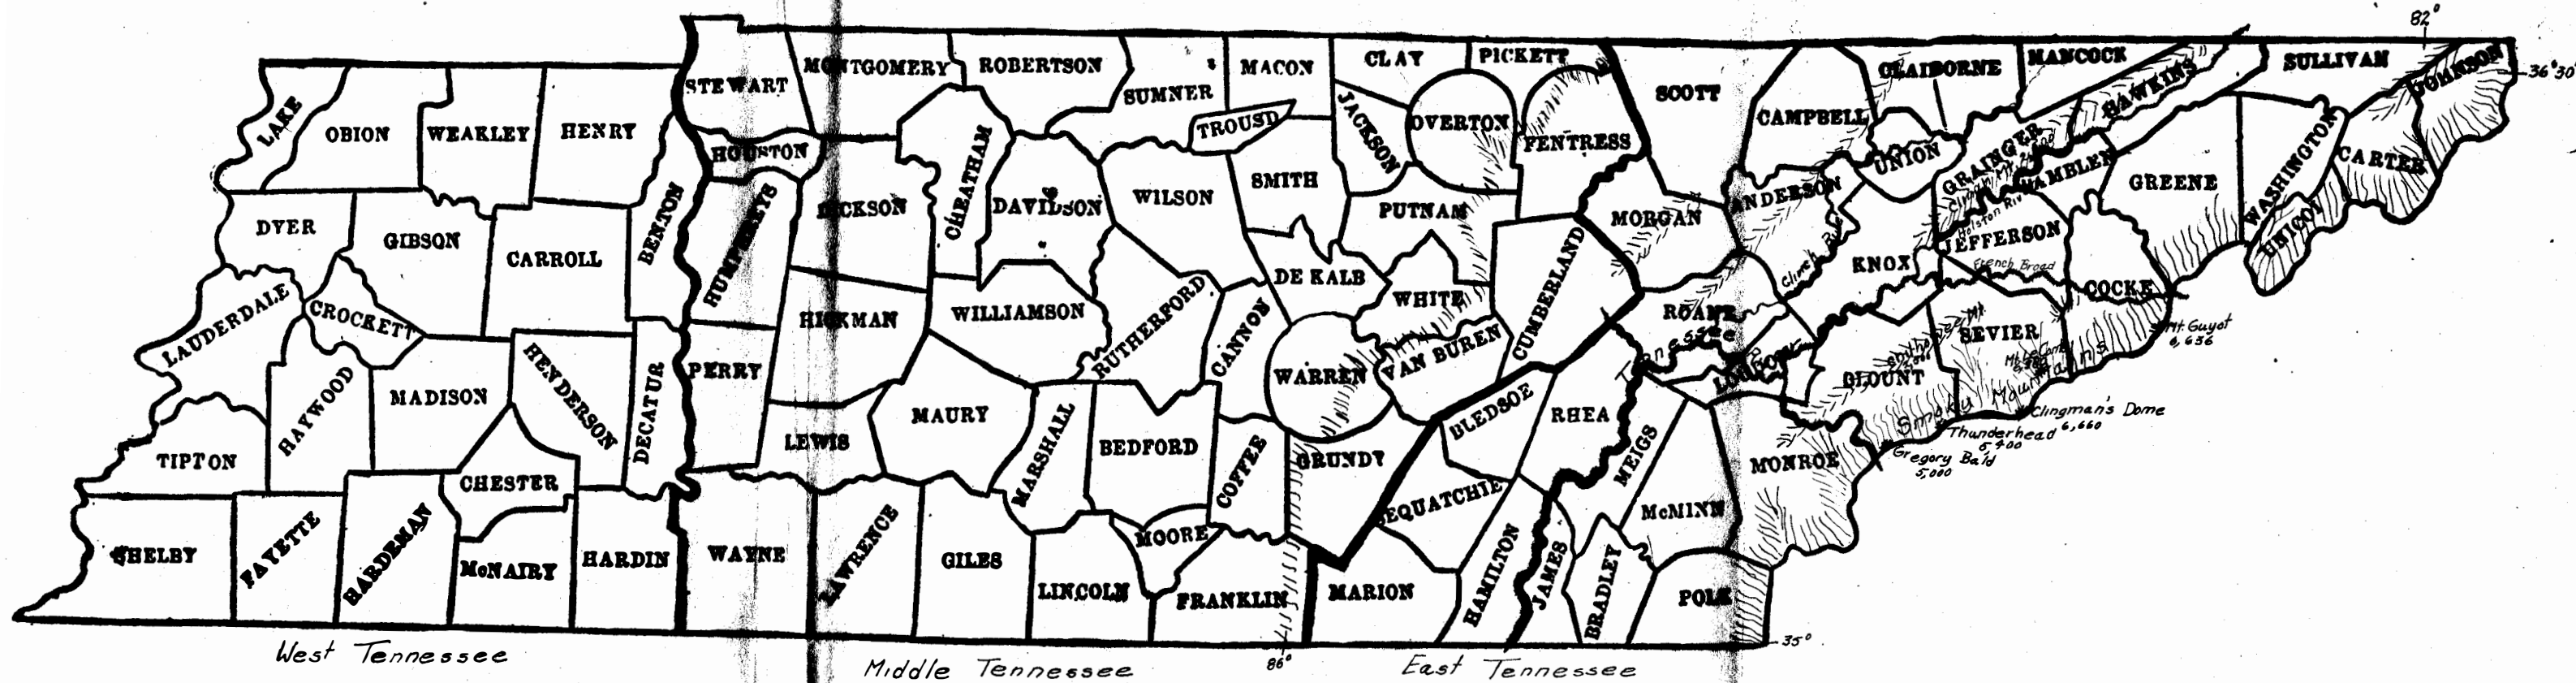 82°
36°30'
STEWART
MONTGOMERY
ROBERTSON
SUMNER
MACON
CLAY
PICKETT
SCOTT
CLAIBORNE
HANCOCK
HAWKINS
SULLIVAN
JOHNSON
LAKE
OBION
WEAKLEY
HENRY
HOUSTON
CHEATHAM
TROUSD
JACKSON
OVERTON
FENTRESS
CAMPBELL
UNION
GRAINGER
Clinch Mt.
HAMBLEN
Holston Riv
GREENE
WASHINGTON
CARTER
UNICOI
BENTON
HUMPHREYS
DICKSON
DAVIDSON
WILSON
SMITH
PUTNAM
MORGAN
ANDERSON
JEFFERSON
DYER
GIBSON
CARROLL
DE KALB
WHITE
CUMBERLAND
Clinch R.
KNOX
French Broad
COCKE
LAUDERDALE
CROCKETT
HICKMAN
WILLIAMSON
RUTHERFORD
CANNON
WARREN
VAN BUREN
ROANE
Tennessee R.
LOUDON
BLOUNT
SEVIER
Mt. Guyot
6,636
Smoky Mountains
Clingman's Dome
6,660
Thunderhead
5,400
Gregory Bald
5,000
HAYWOOD
MADISON
HENDERSON
DECATUR
PERRY
LEWIS
MAURY
MARSHALL
BEDFORD
COFFEE
GRUNDY
BLEDSOE
RHEA
MEIGS
MONROE
TIPTON
CHESTER
SEQUATCHIE
McMINN
SHELBY
FAYETTE
HARDEMAN
McNAIRY
HARDIN
WAYNE
LAWRENCE
GILES
LINCOLN
MOORE
FRANKLIN
MARION
HAMILTON
JAMES
BRADLEY
POLK
35°
West Tennessee
Middle Tennessee
86°
East Tennessee